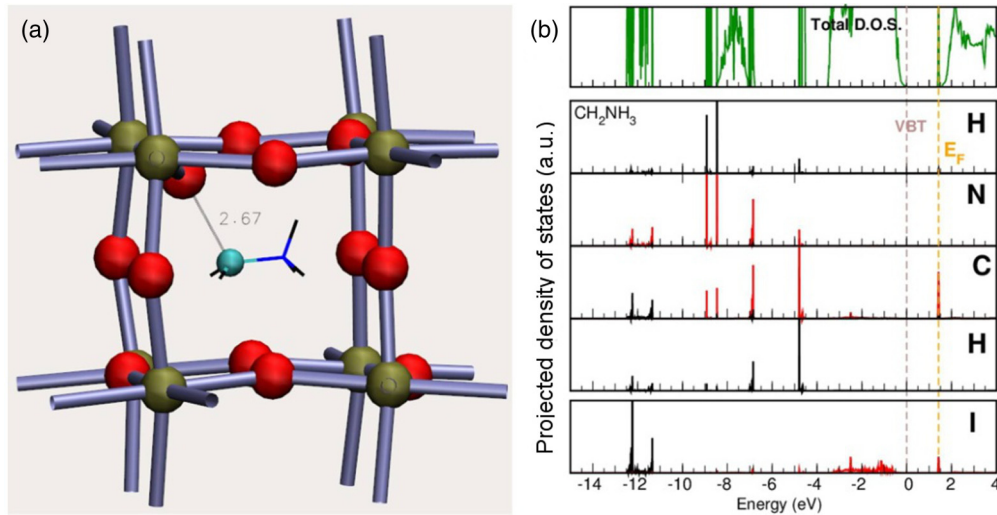 (a)
2.67
(b)
Total D.O.S.
CH2NH3
H
VBT
EF
N
C
H
I
Projected density of states (a.u.)
-14 -12 -10 -8 -6 -4 -2 0 2 4
Energy (eV)